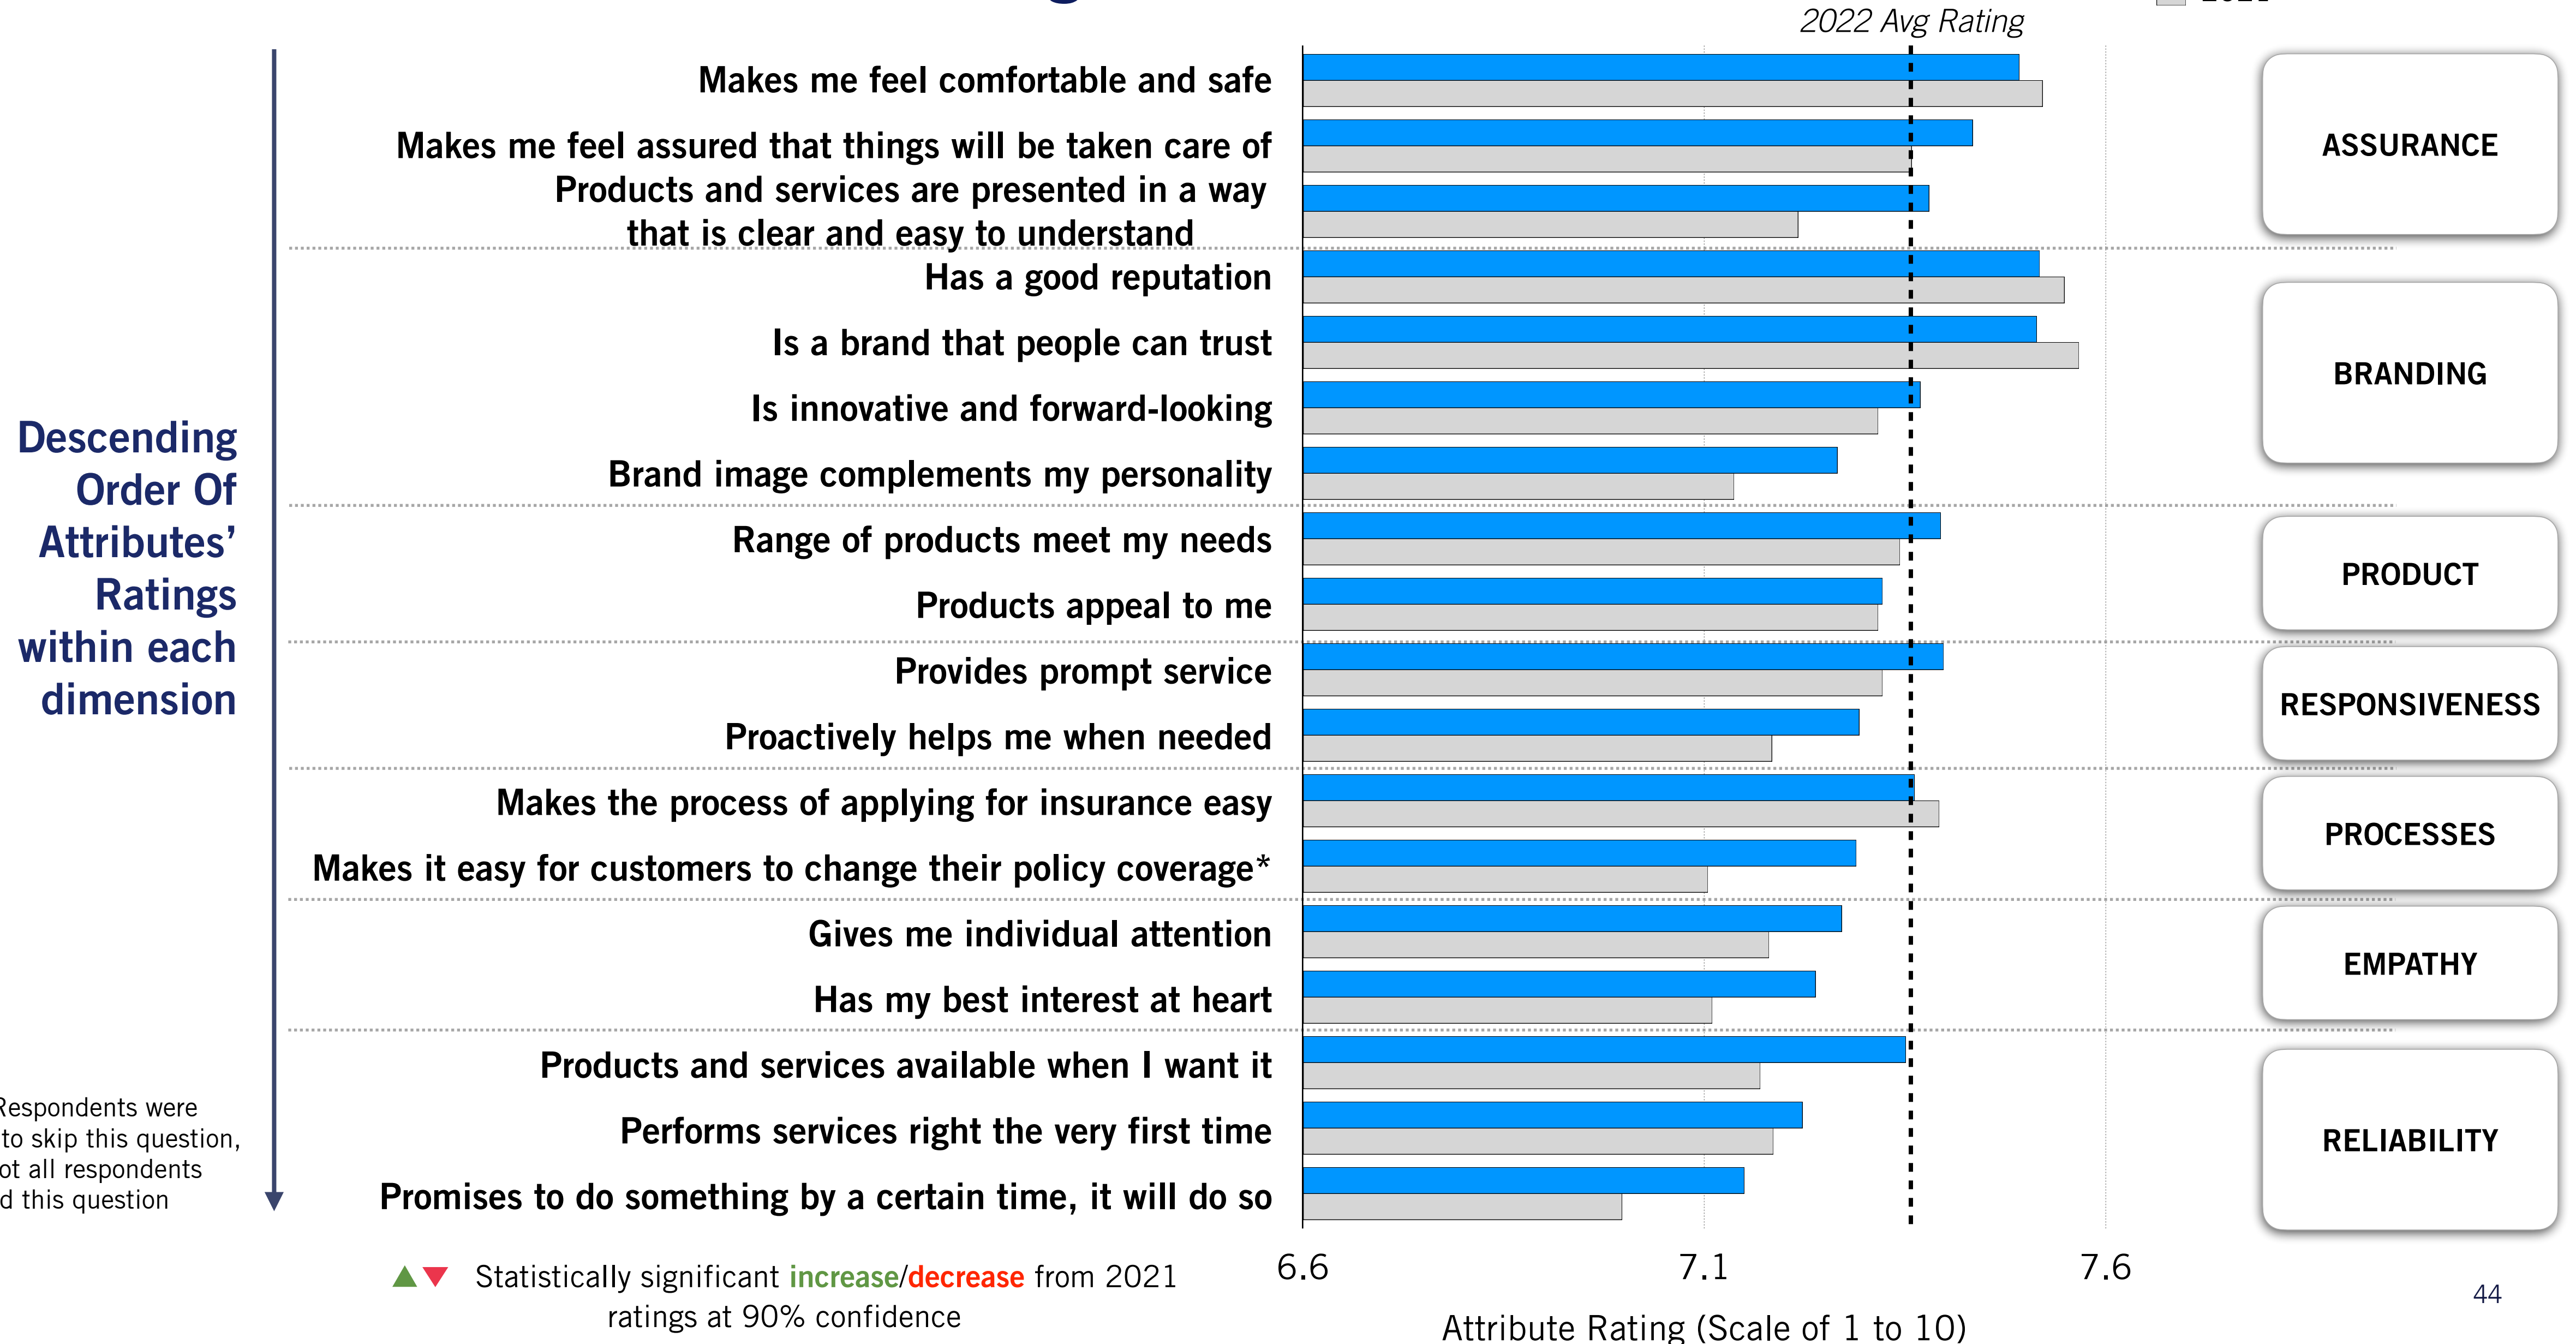 2022 Avg Rating
Makes me feel comfortable and safe
Makes me feel assured that things will be taken care of
Products and services are presented in a way
that is clear and easy to understand
ASSURANCE
Has a good reputation
Is a brand that people can trust
Is innovative and forward-looking
Brand image complements my personality
BRANDING
Descending
Order Of
Attributes’
Ratings
within each
dimension
Range of products meet my needs
Products appeal to me
PRODUCT
Provides prompt service
Proactively helps me when needed
RESPONSIVENESS
Makes the process of applying for insurance easy
Makes it easy for customers to change their policy coverage*
PROCESSES
Gives me individual attention
Has my best interest at heart
EMPATHY
Products and services available when I want it
Performs services right the very first time
Promises to do something by a certain time, it will do so
RELIABILITY
Respondents were
to skip this question,
ot all respondents
d this question
6.6 7.1 7.6
Attribute Rating (Scale of 1 to 10)
▲▼ Statistically significant increase/decrease from 2021
ratings at 90% confidence
44